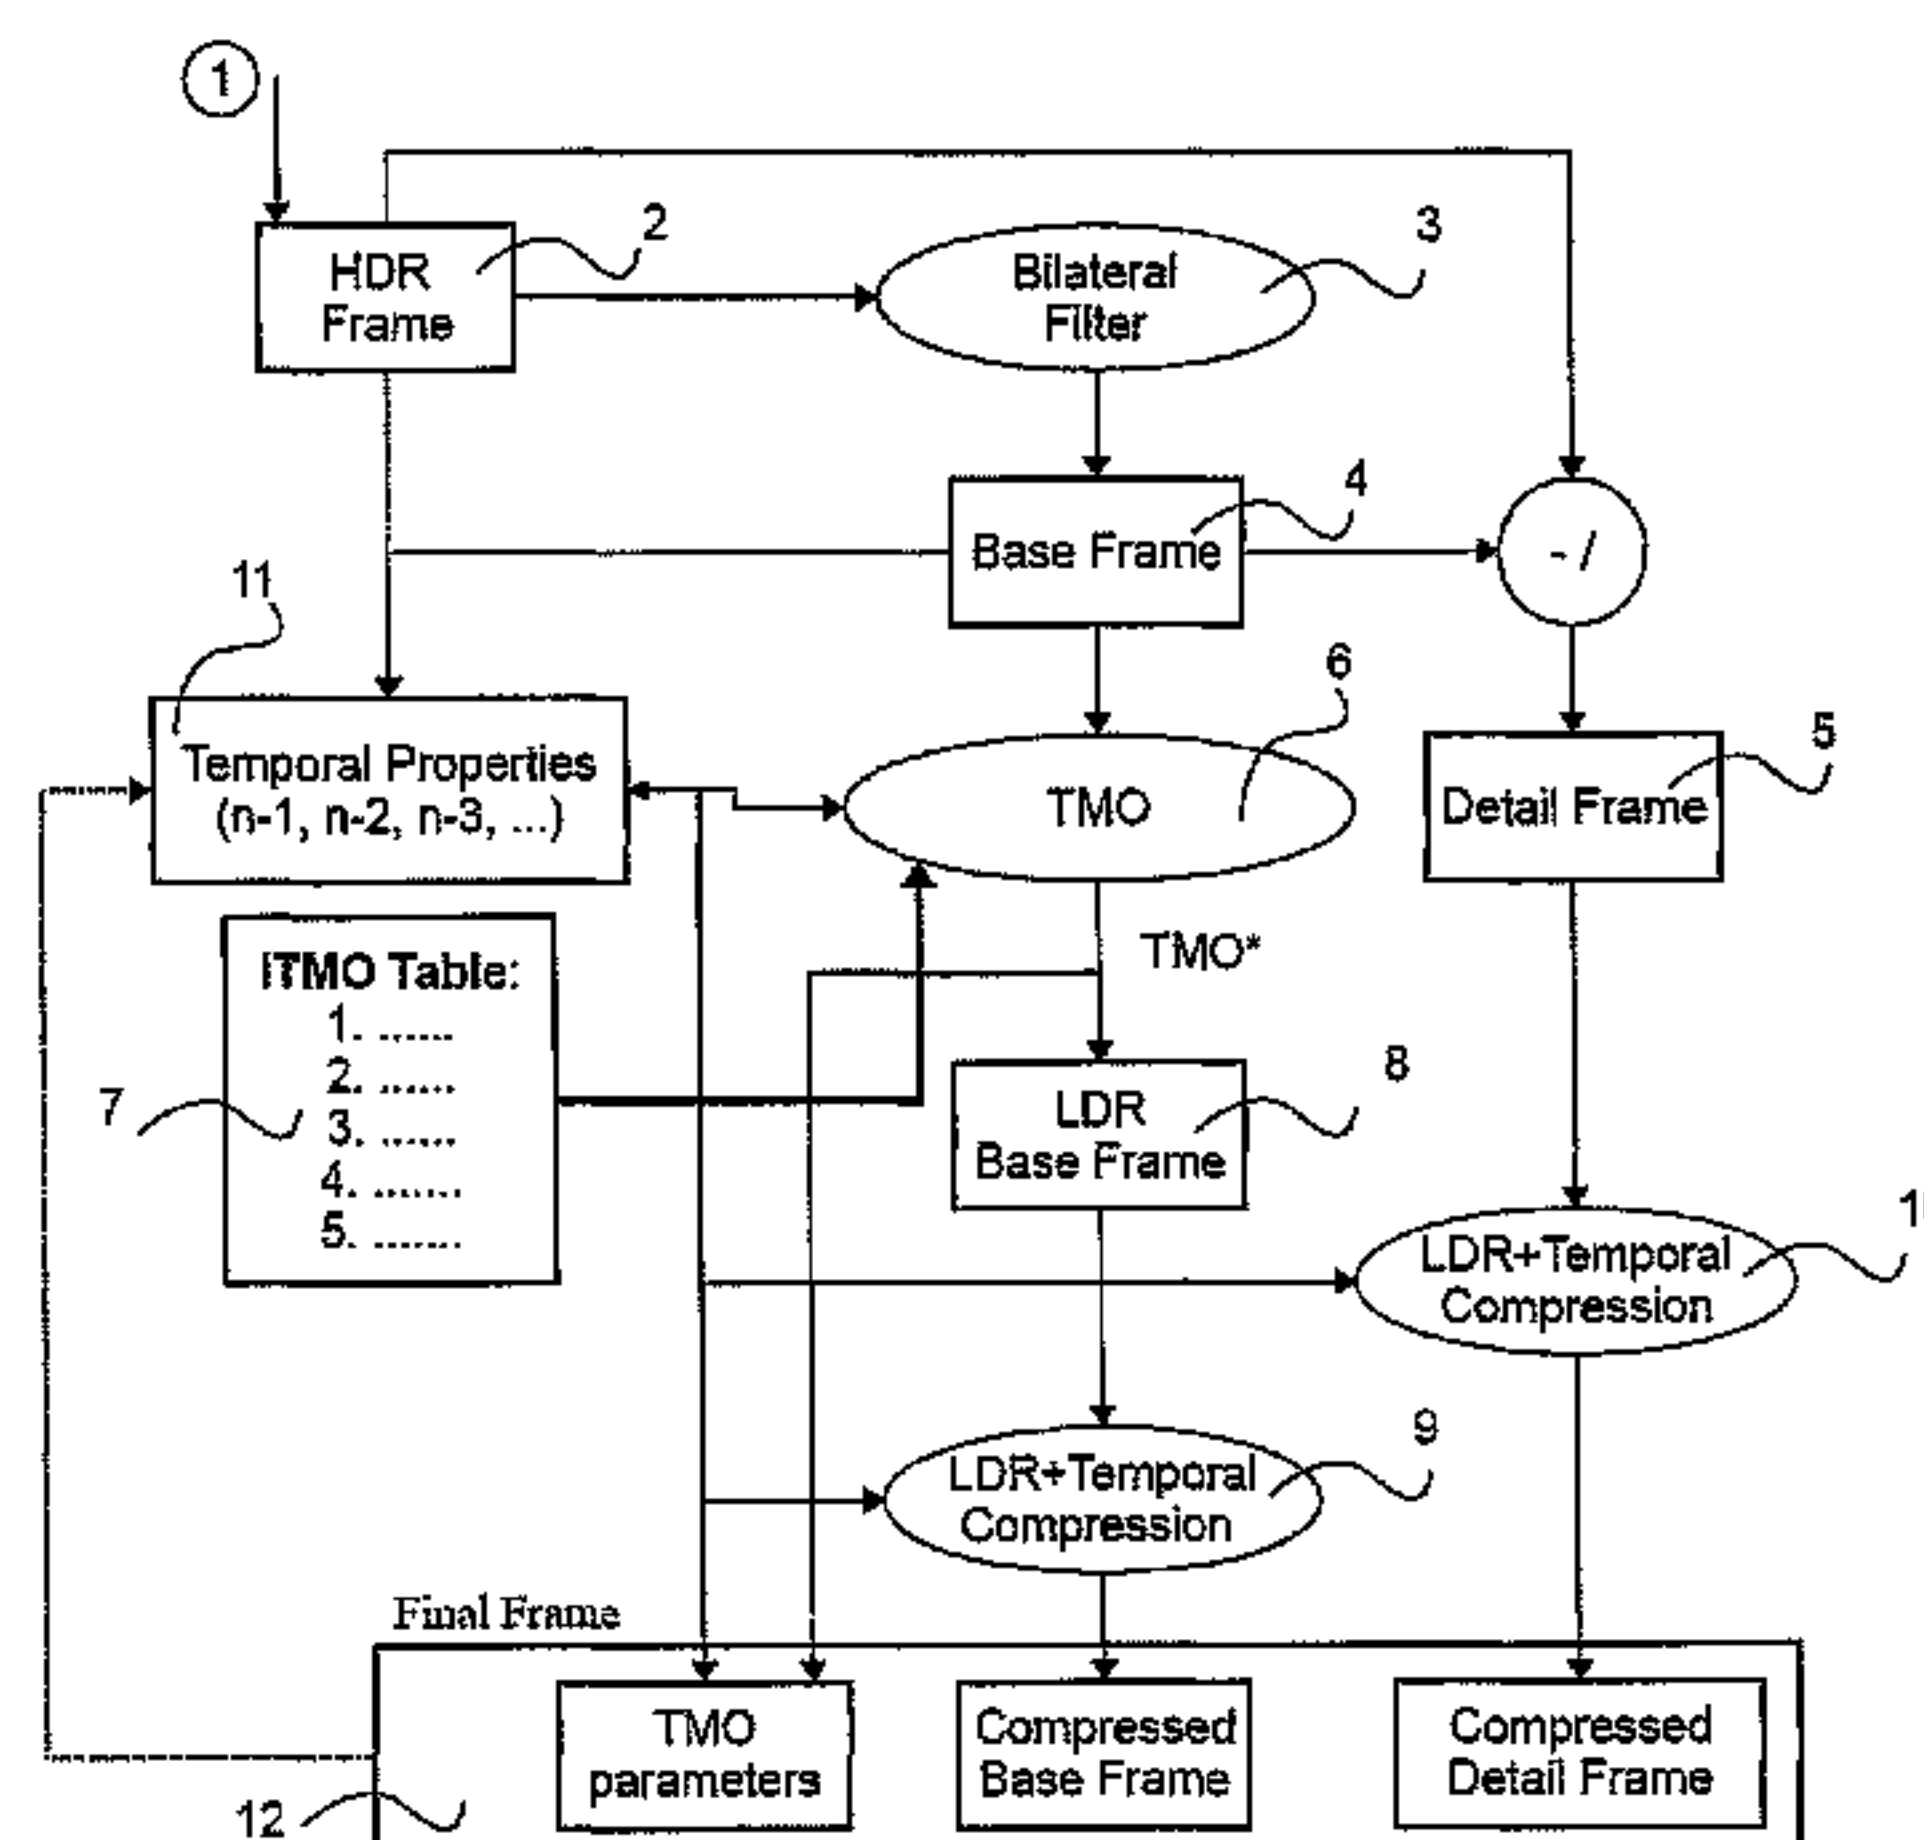 1
2
HDR
Frame
3
Bilateral
Filter
4
Base Frame
- /
11
Temporal Properties
(n-1, n-2, n-3, ...)
6
TMO
5
Detail Frame
TMO*
ITMO Table:
1. ......
2. ......
3. ......
4. .......
5. .......
7
8
LDR
Base Frame
LDR+Temporal
Compression
9
LDR+Temporal
Compression
Final Frame
TMO
parameters
Compressed
Base Frame
Compressed
Detail Frame
12